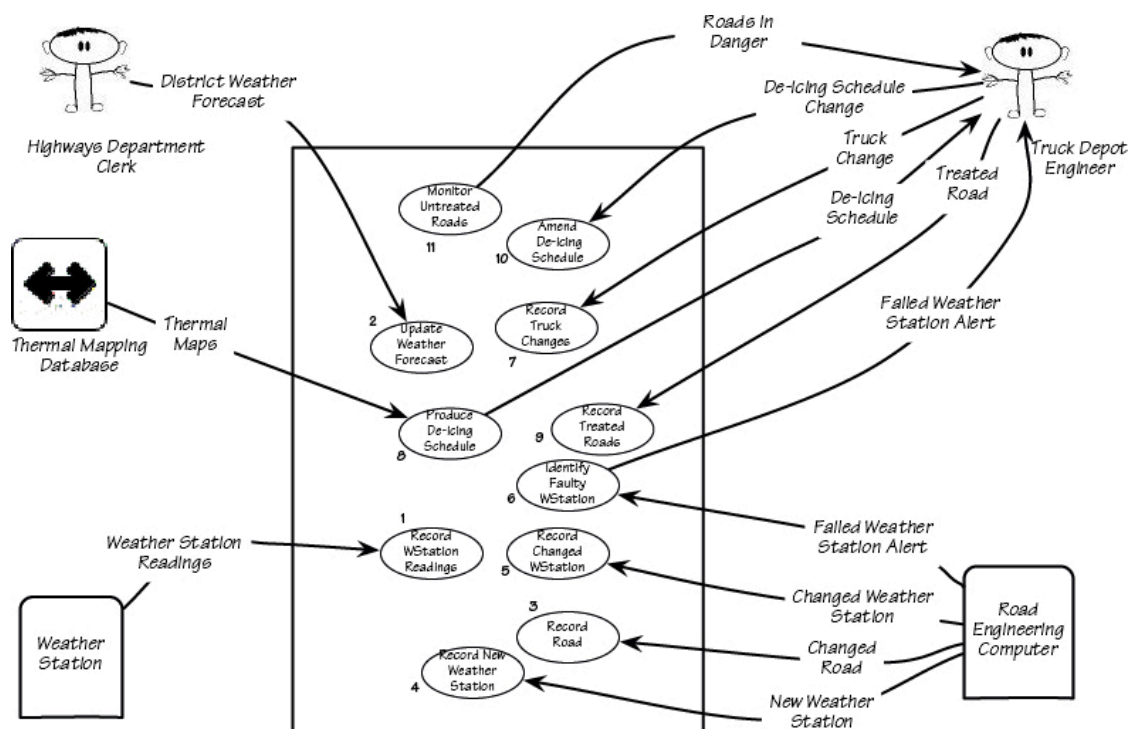 Roads In
Danger
District Weather
Forecast
De-Icing Schedule
Change
Highways Department
Clerk
Truck
Change
Truck Depot
Engineer
Treated
Road
De-Icing
Schedule
Monitor
Untreated
Roads
11
Amend
De-Icing
Schedule
10
Thermal
Maps
Thermal Mapping
Database
2
Update
Weather
Forecast
Record
Truck
Changes
7
Failed Weather
Station Alert
Produce
De-Icing
Schedule
8
Record
Treated
Roads
9
Identify
Faulty
WStation
6
Weather Station
Readings
1
Record
WStation
Readings
Record
Changed
WStation
5
Failed Weather
Station Alert
Changed Weather
Station
Weather
Station
3
Record
Road
Changed
Road
Road
Engineering
Computer
Record New
Weather
Station
4
New Weather
Station